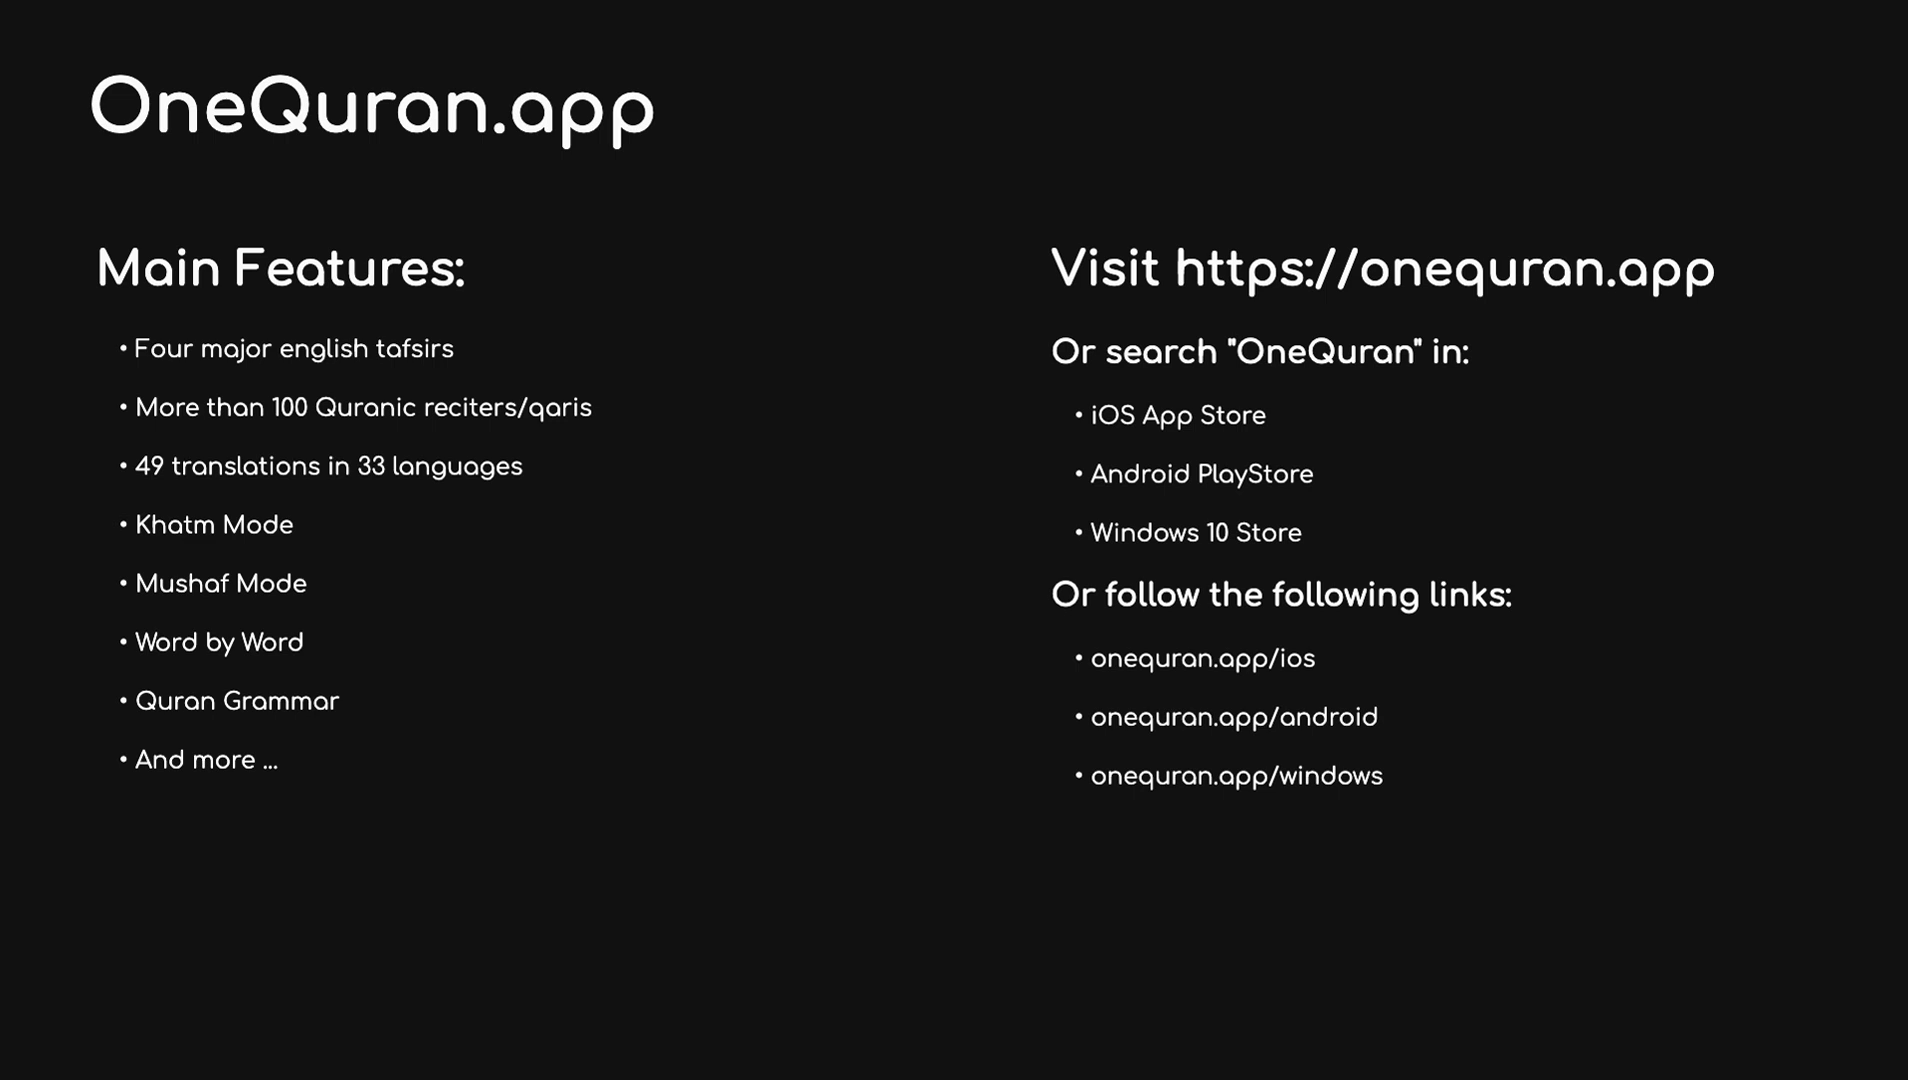 OneQuran.app
Main Features:
• Four major english tafsirs
• More than 100 Quranic reciters/qaris
• 49 translations in 33 languages
• Khatm Mode
• Mushaf Mode
• Word by Word
• Quran Grammar
• And more ...
Visit https://onequran.app
Or search "OneQuran" in:
• iOS App Store
• Android PlayStore
• Windows 10 Store
Or follow the following links:
• onequran.app/ios
• onequran.app/android
• onequran.app/windows